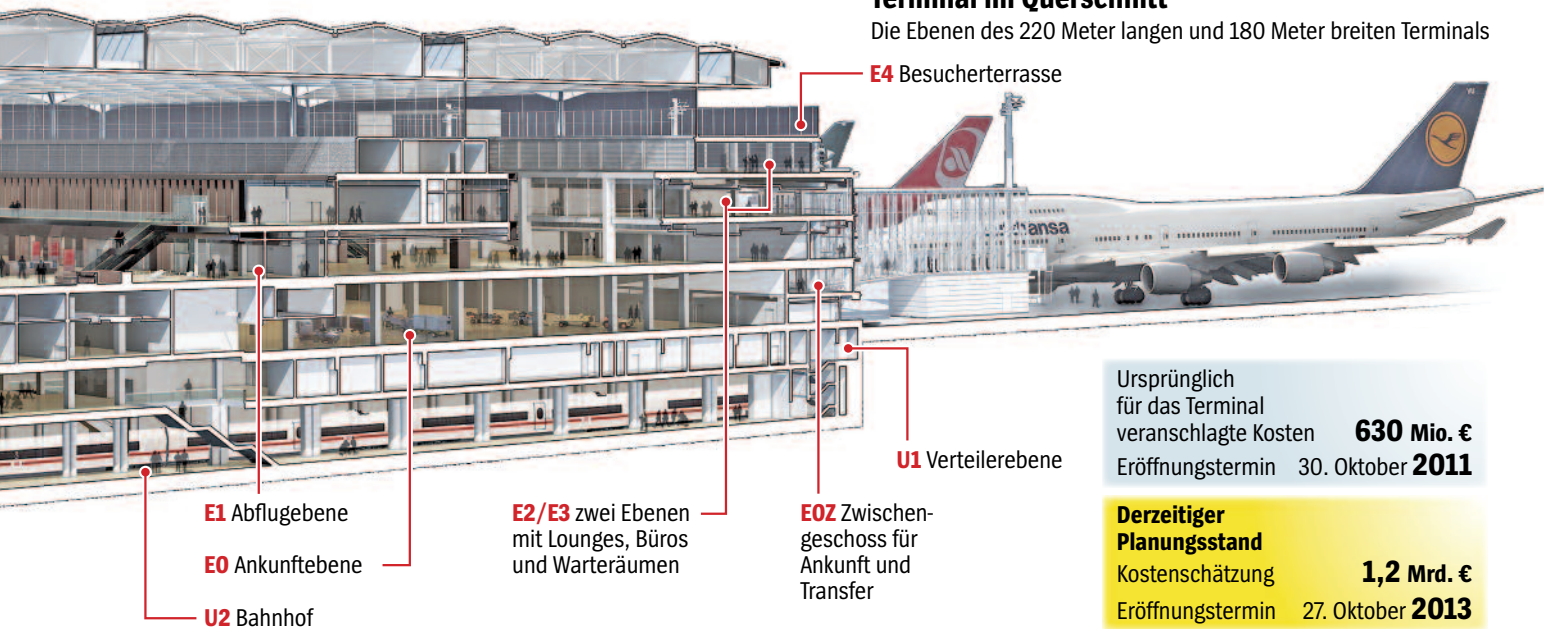 Terminal im Querschnitt
Die Ebenen des 220 Meter langen und 180 Meter breiten Terminals
E4 Besucherterrasse
U1 Verteilerebene
E1 Abflugebene
E0 Ankunftebene
U2 Bahnhof
E2/E3 zwei Ebenen
mit Lounges, Büros
und Warteräumen
E0Z Zwischen-
geschoss für
Ankunft und
Transfer
Ursprünglich
für das Terminal
veranschlagte Kosten 630 Mio. €
Eröffnungstermin 30. Oktober 2011
Derzeitiger
Planungsstand
Kostenschätzung 1,2 Mrd. €
Eröffnungstermin 27. Oktober 2013